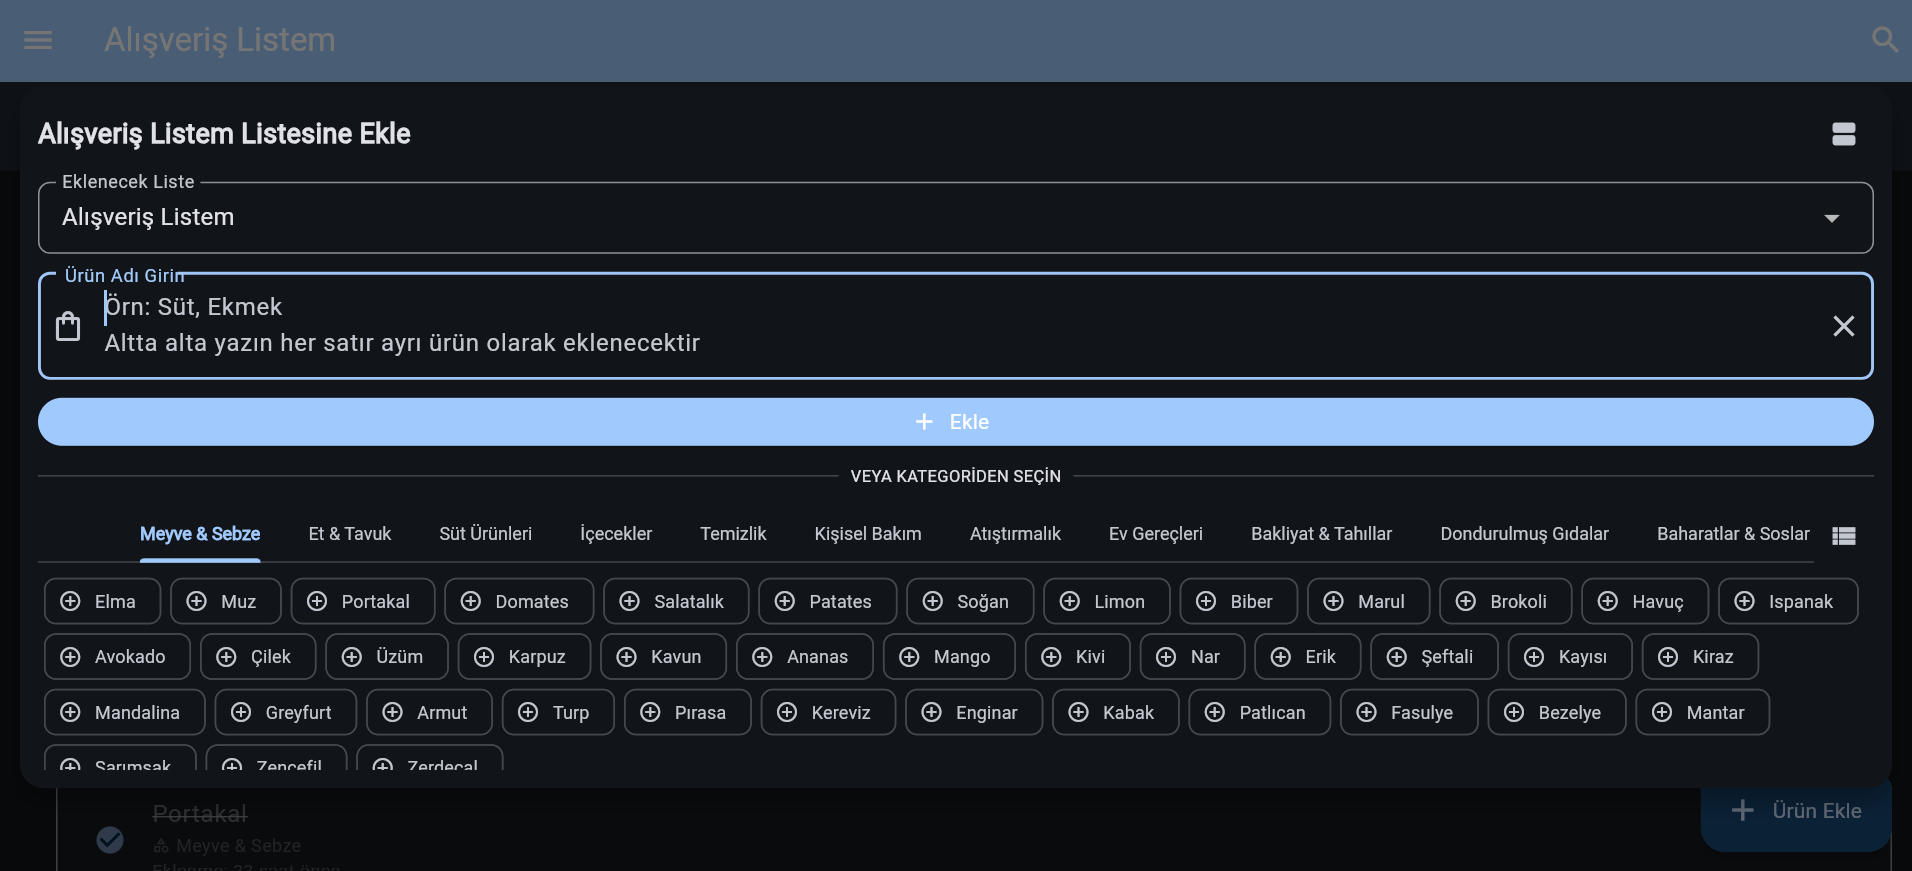 Alışveriş Listem
Alışveriş Listem Listesine Ekle
Eklenecek Liste
Alışveriş Listem
Ürün Adı Girin
Örn: Süt, Ekmek
Altta alta yazın her satır ayrı ürün olarak eklenecektir
Ekle
VEYA KATEGORİDEN SEÇİN
Meyve & Sebze Et & Tavuk Süt Ürünleri İçecekler Temizlik Kişisel Bakım Atıştırmalık Ev Gereçleri Bakliyat & Tahıllar Dondurulmuş Gıdalar Baharatlar & Soslar
Elma Muz Portakal Domates Salatalık Patates Soğan Limon Biber Marul Brokoli Havuç Ispanak
Avokado Çilek Üzüm Karpuz Kavun Ananas Mango Kivi Nar Erik Şeftali Kayısı Kiraz
Mandalina Greyfurt Armut Turp Pırasa Kereviz Enginar Kabak Patlıcan Fasulye Bezelye Mantar
Sarımsak Zencefil Zerdeçal
Portakal
Ürün Ekle
Meyve & Sebze